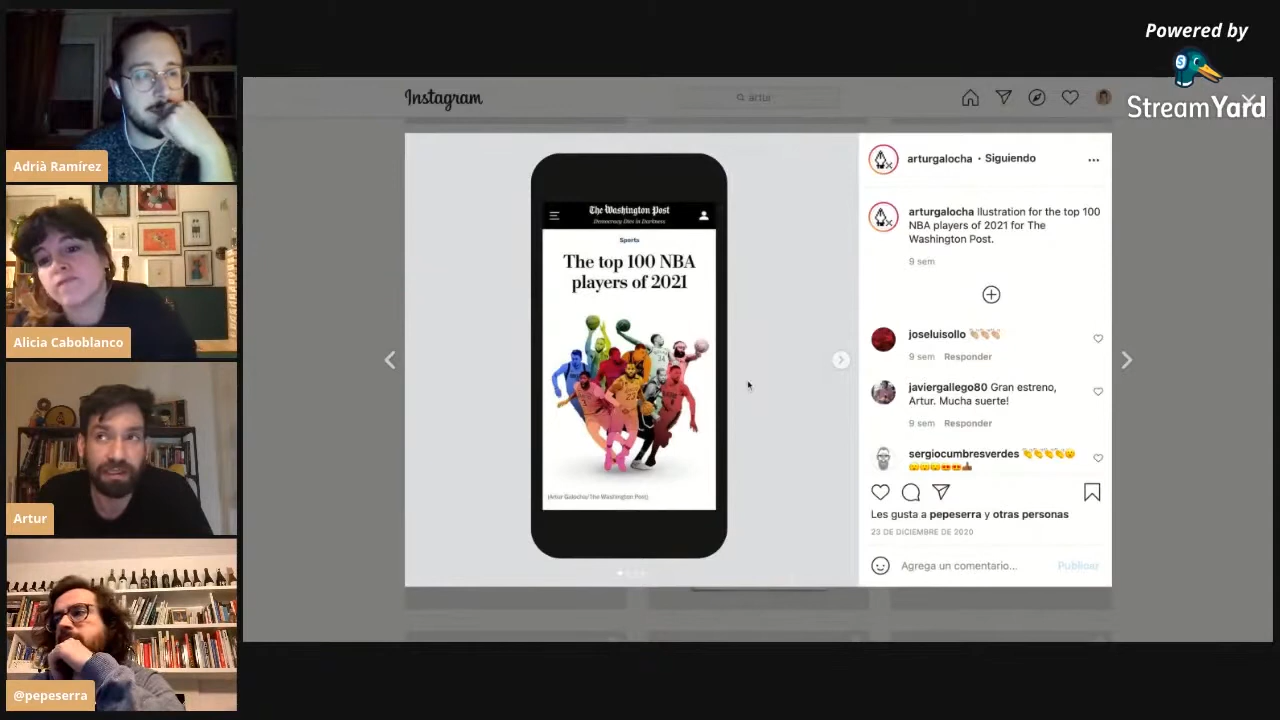 Powered by
StreamYard
Adrià Ramírez
Alicia Caboblanco
Artur
@pepeserra
Instagram
artur
The Washington Post
Democracy Dies in Darkness
Sports
The top 100 NBA
players of 2021
23
(Artur Galocha/The Washington Post)
arturgalocha • Siguiendo
arturgalocha Ilustration for the top 100
NBA players of 2021 for The
Washington Post.
9 sem
joseluisollo 👏🏼👏🏼👏🏼
9 sem Responder
javiergallego80 Gran estreno,
Artur. Mucha suerte!
9 sem Responder
sergiocumbresverdes
Les gusta a pepeserra y otras personas
23 DE DICIEMBRE DE 2020
Agrega un comentario...
Publicar